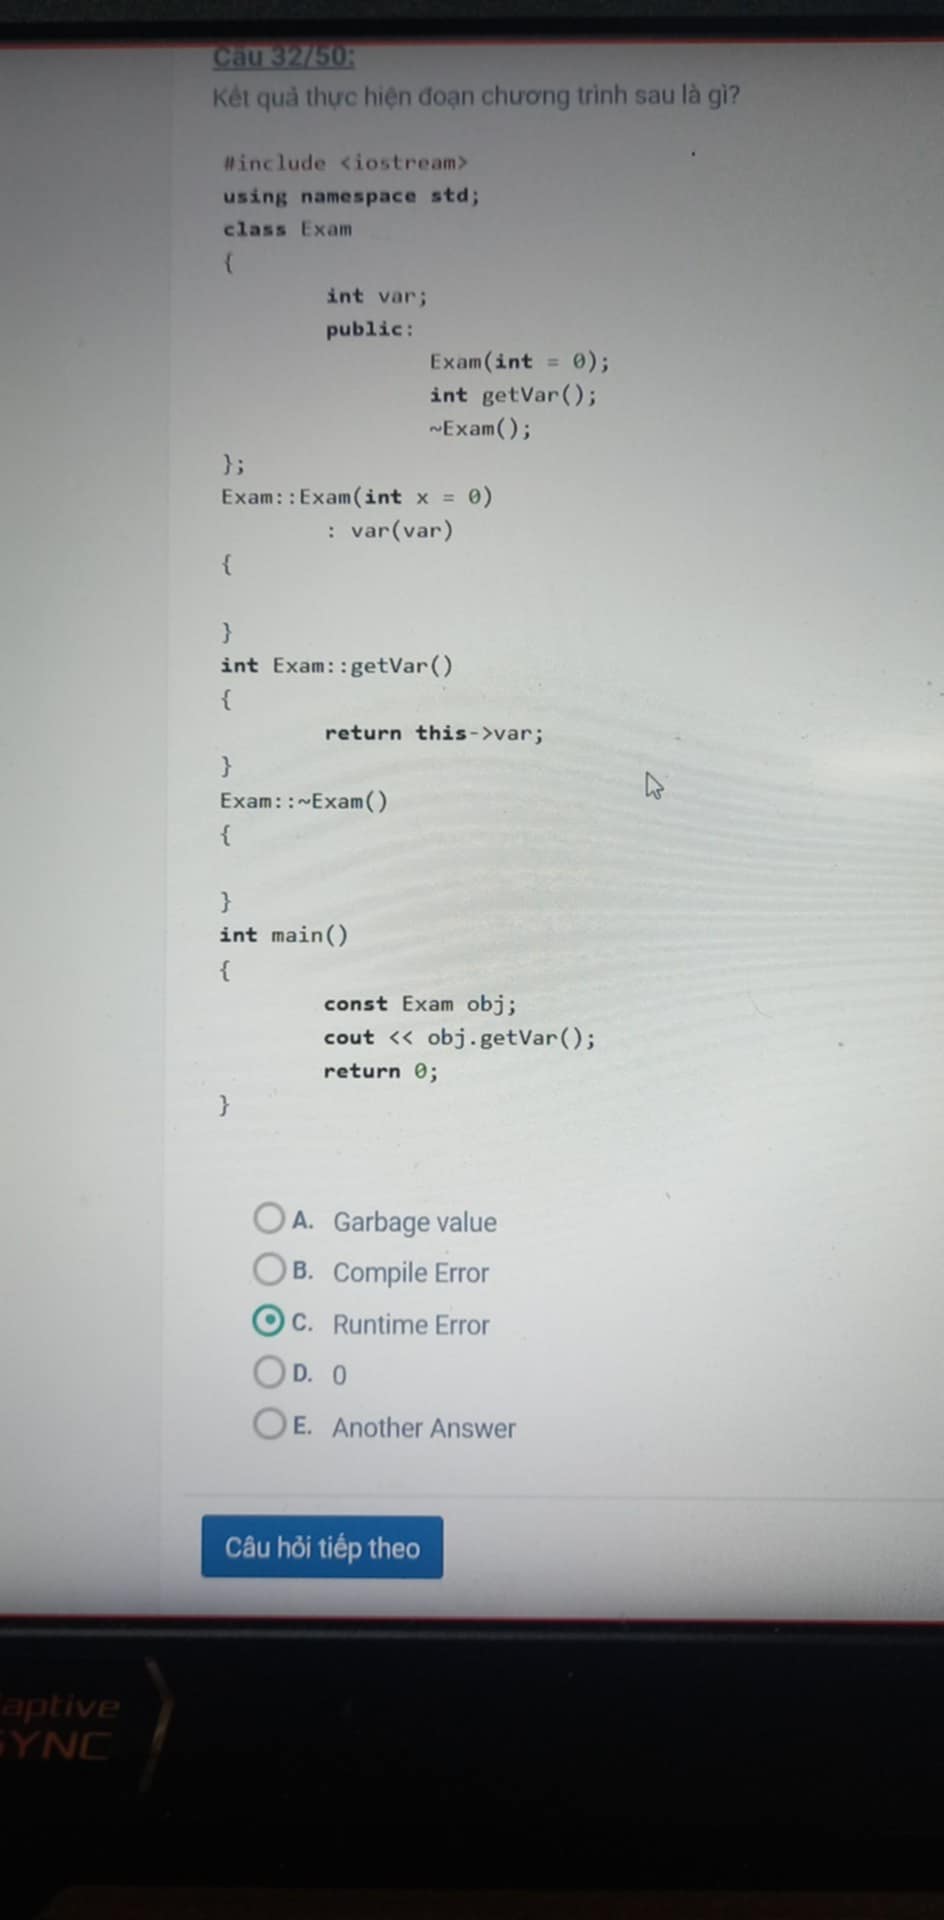 Câu 32/50:
Kết quả thực hiện đoạn chương trình sau là gì?
#include <iostream>
using namespace std;
class Exam
{
int var;
public:
Exam(int = 0);
int getVar();
~Exam();
};
Exam::Exam(int x = 0)
: var(var)
{
}
int Exam::getVar()
{
return this->var;
}
Exam::~Exam()
{
}
int main()
{
const Exam obj;
cout << obj.getVar();
return 0;
}
A. Garbage value
B. Compile Error
C. Runtime Error
D. 0
E. Another Answer
Câu hỏi tiếp theo
aptive
SYNC